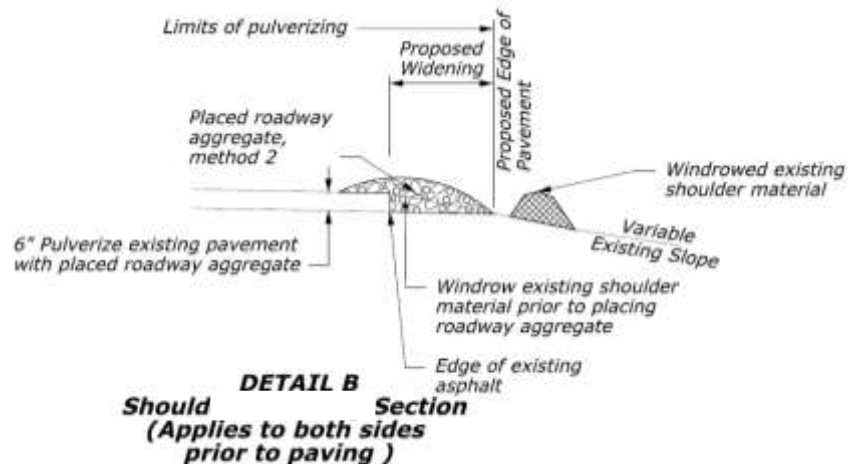 Limits of pulverizing
Proposed
Widening
Proposed Edge of
Pavement
Placed roadway
aggregate,
method 2
Windrowed existing
shoulder material
6" Pulverize existing pavement
with placed roadway aggregate
Variable
Existing Slope
Windrow existing shoulder
material prior to placing
roadway aggregate
Edge of existing
asphalt
DETAIL B
Should Section
(Applies to both sides
prior to paving )